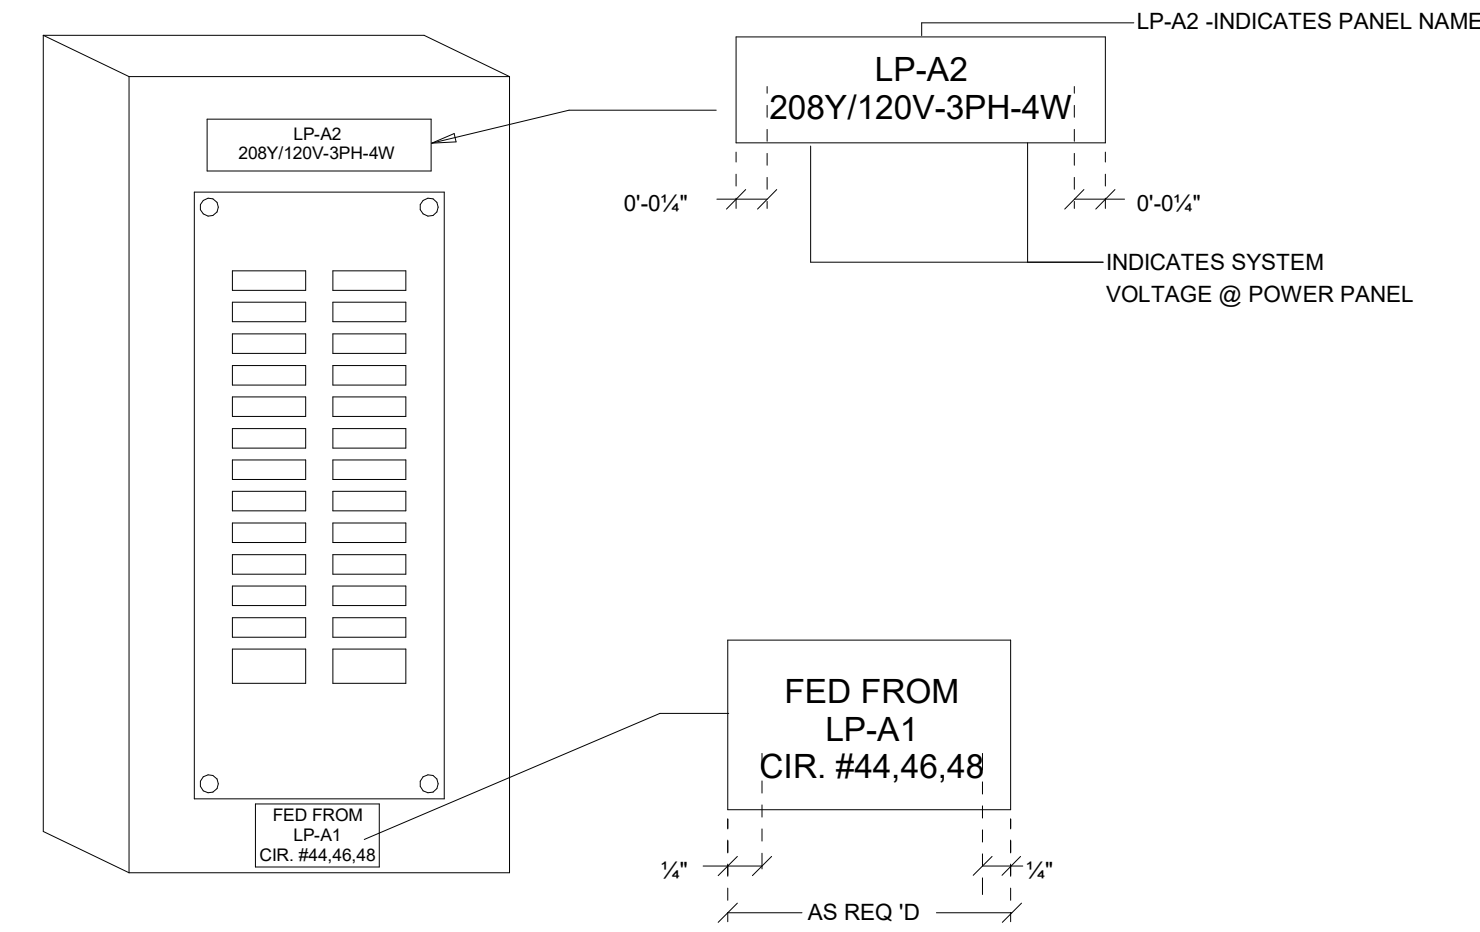 LP-A2 -INDICATES PANEL NAME
LP-A2
208Y/120V-3PH-4W
LP-A2
208Y/120V-3PH-4W
0'-0¼"
0'-0¼"
INDICATES SYSTEM
VOLTAGE @ POWER PANEL
FED FROM
LP-A1
CIR. #44,46,48
FED FROM
LP-A1
CIR. #44,46,48
¼"
¼"
AS REQ 'D